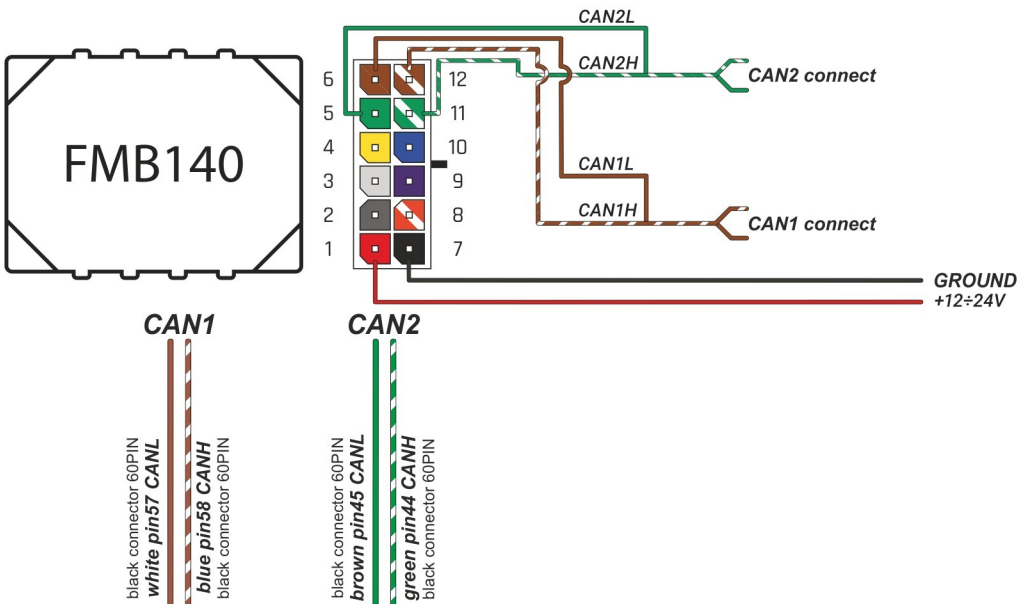 CAN2L
CAN2H
CAN2 connect
FMB140
6
12
5
11
4
10
3
9
2
8
1
7
CAN1L
CAN1H
CAN1 connect
GROUND
+12÷24V
CAN1
CAN2
black connector 60PIN
white pin57 CANL
blue pin58 CANH
black connector 60PIN
black connector 60PIN
brown pin45 CANL
green pin44 CANH
black connector 60PIN